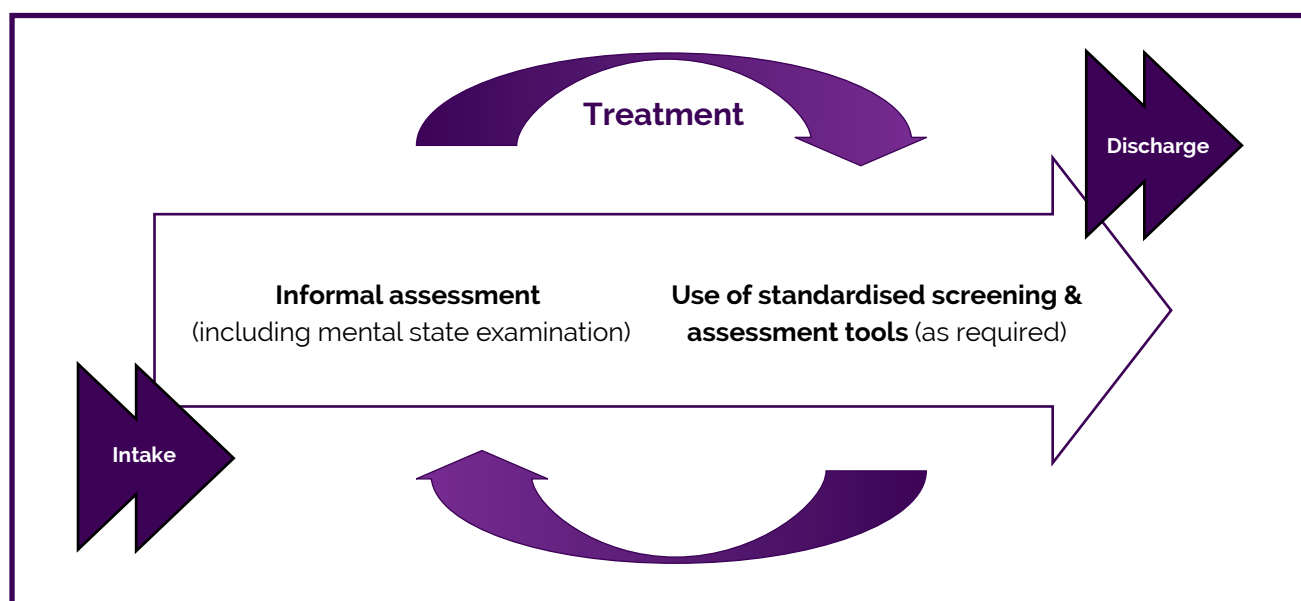 Treatment
Discharge
Informal assessment
(including mental state examination)
Use of standardised screening &
assessment tools (as required)
Intake